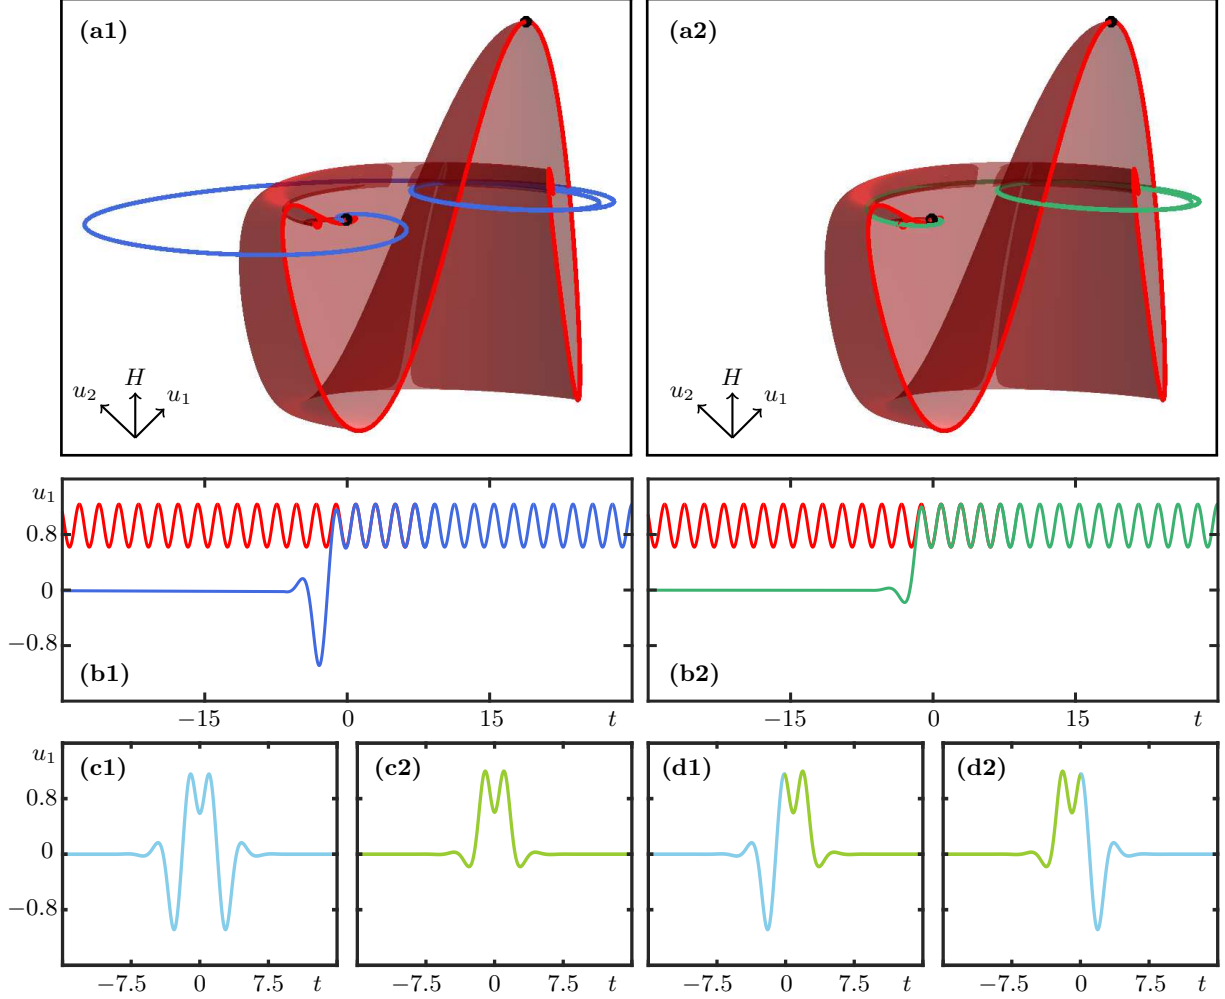 (a1) (a2)
H H
u₂ u₁ u₂ u₁
u₁
0.8
0
−0.8
(b1) (b2)
−15 0 15 t −15 0 15 t
u₁
(c1) (c2) (d1) (d2)
0.8
0
−0.8
−7.5 0 7.5 t −7.5 0 7.5 t −7.5 0 7.5 t −7.5 0 7.5 t